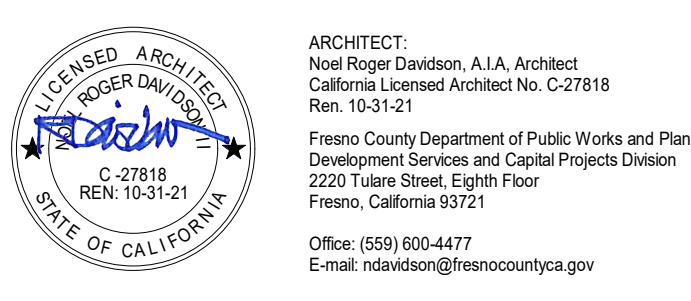 LICENSED ARCHITECT
NOEL ROGER DAVIDSON II
C -27818
REN: 10-31-21
STATE OF CALIFORNIA
ARCHITECT:
Noel Roger Davidson, A.I.A, Architect
California Licensed Architect No. C-27818
Ren. 10-31-21
Fresno County Department of Public Works and Plan
Development Services and Capital Projects Division
2220 Tulare Street, Eighth Floor
Fresno, California 93721
Office: (559) 600-4477
E-mail: ndavidson@fresnocountyca.gov